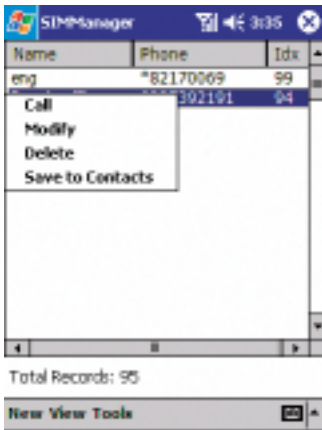 SIMManager 3:35
Name Phone Idx
eng *82170069 99
392191 94
Call
Modify
Delete
Save to Contacts
Total Records: 95
New View Tools